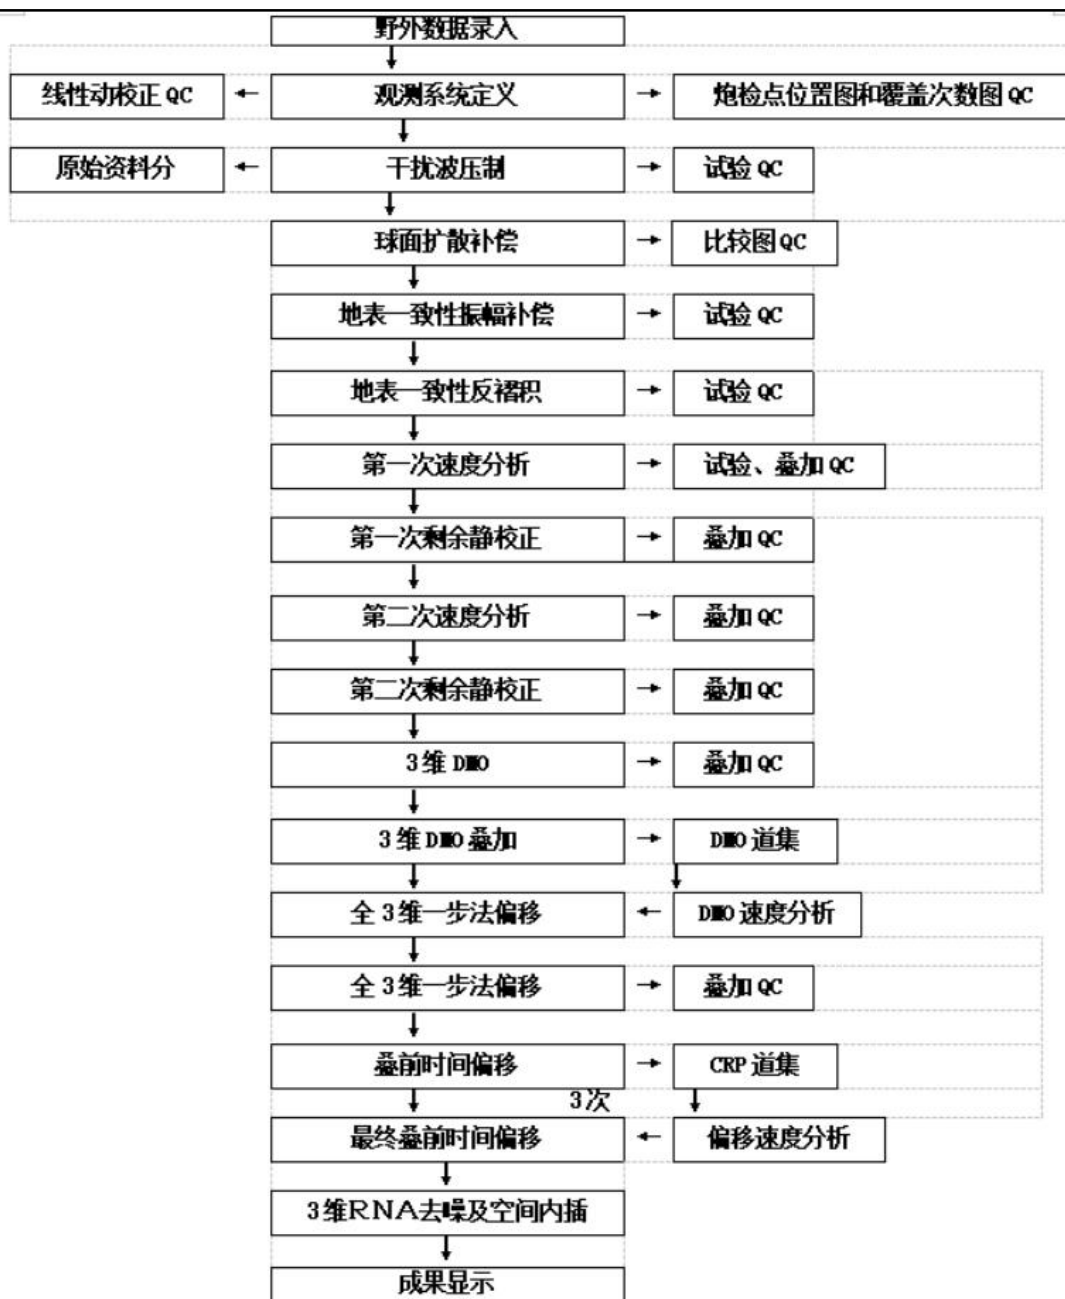 野外数据录入
线性动校正QC
观测系统定义
炮检点位置图和覆盖次数图QC
原始资料分
干扰波压制
试验QC
球面扩散补偿
比较图QC
地表一致性振幅补偿
试验QC
地表一致性反褶积
试验QC
第一次速度分析
试验、叠加QC
第一次剩余静校正
叠加QC
第二次速度分析
叠加QC
第二次剩余静校正
叠加QC
3维DMO
叠加QC
3维DMO叠加
DMO道集
全3维一步法偏移
DMO速度分析
全3维一步法偏移
叠加QC
叠前时间偏移
CRP道集
3次
最终叠前时间偏移
偏移速度分析
3维RNA去噪及空间内插
成果显示